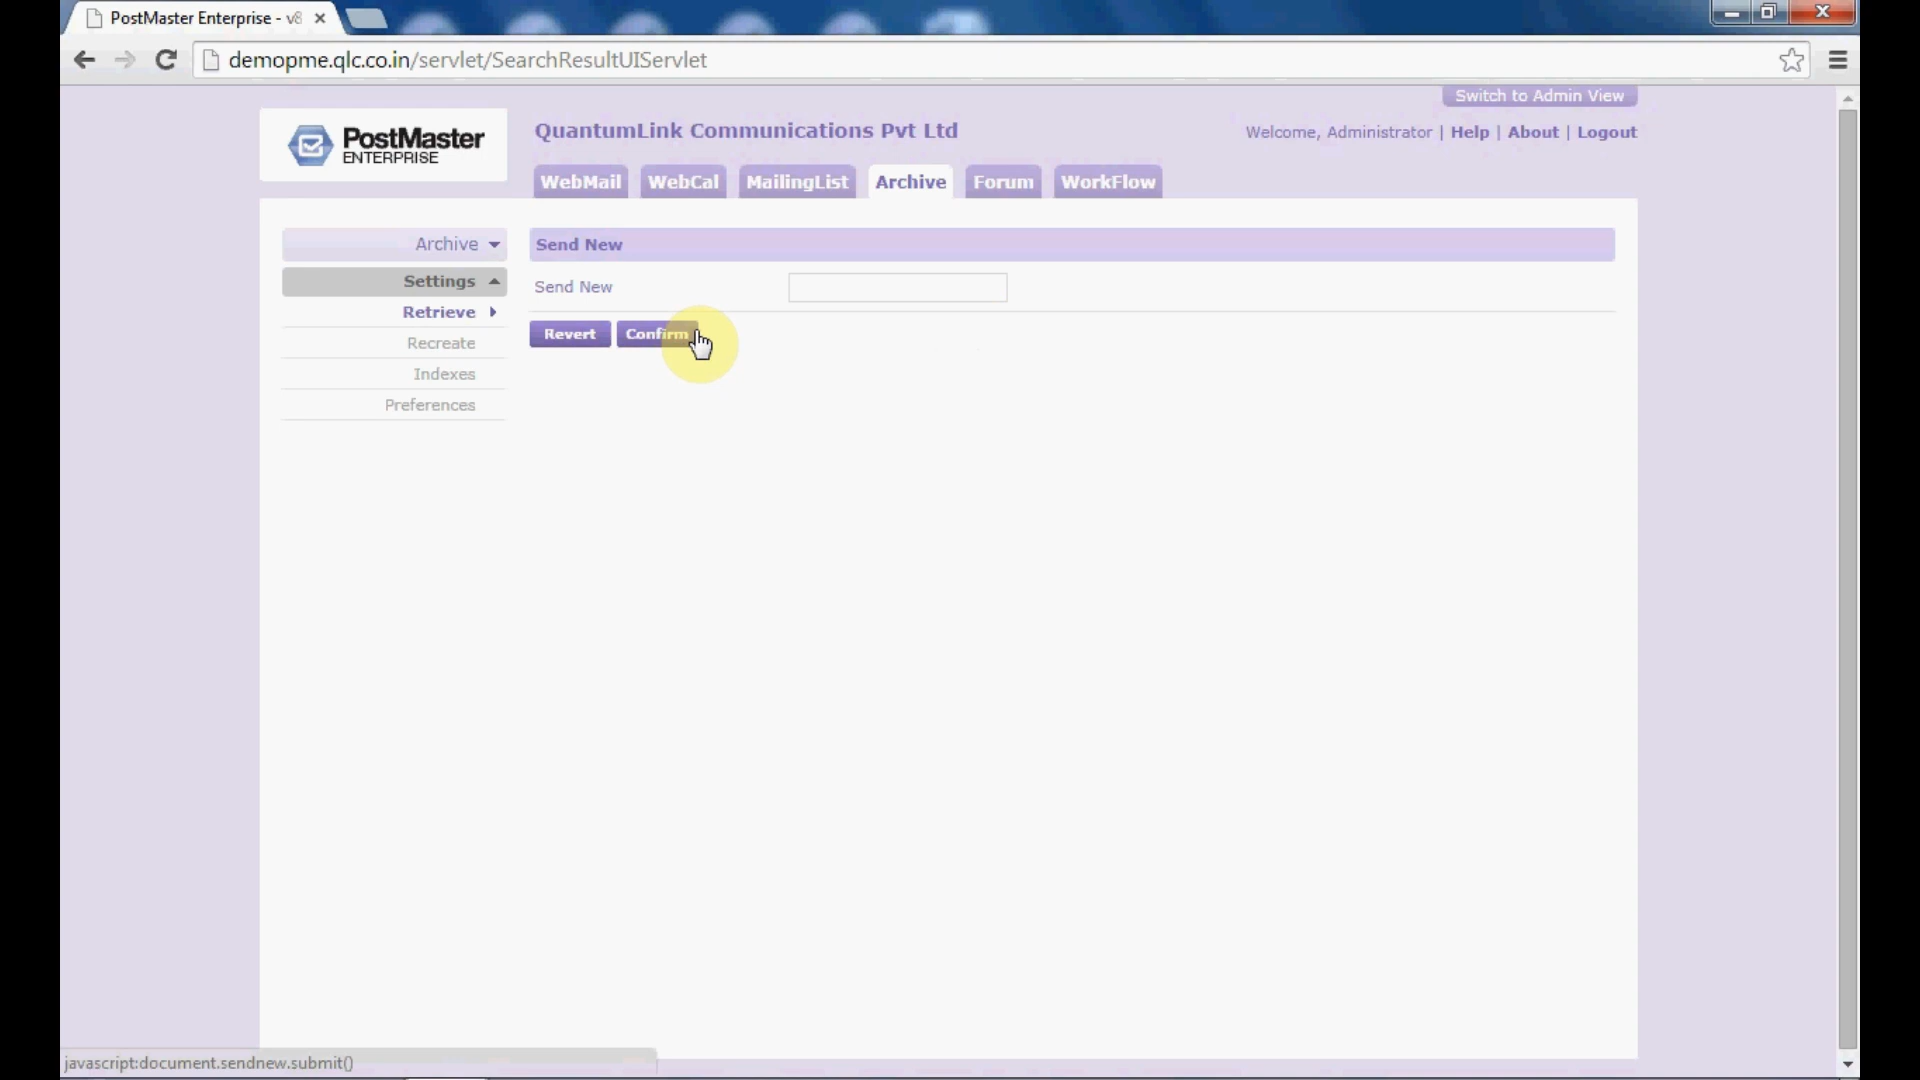 PostMaster Enterprise - v8
demopme.qlc.co.in/servlet/SearchResultUIServlet
Switch to Admin View
PostMaster
ENTERPRISE
QuantumLink Communications Pvt Ltd
Welcome, Administrator | Help | About | Logout
WebMail WebCal MailingList Archive Forum WorkFlow
Archive
Settings
Retrieve
Recreate
Indexes
Preferences
Send New
Send New
Revert Confirm
javascript:document.sendnew.submit()